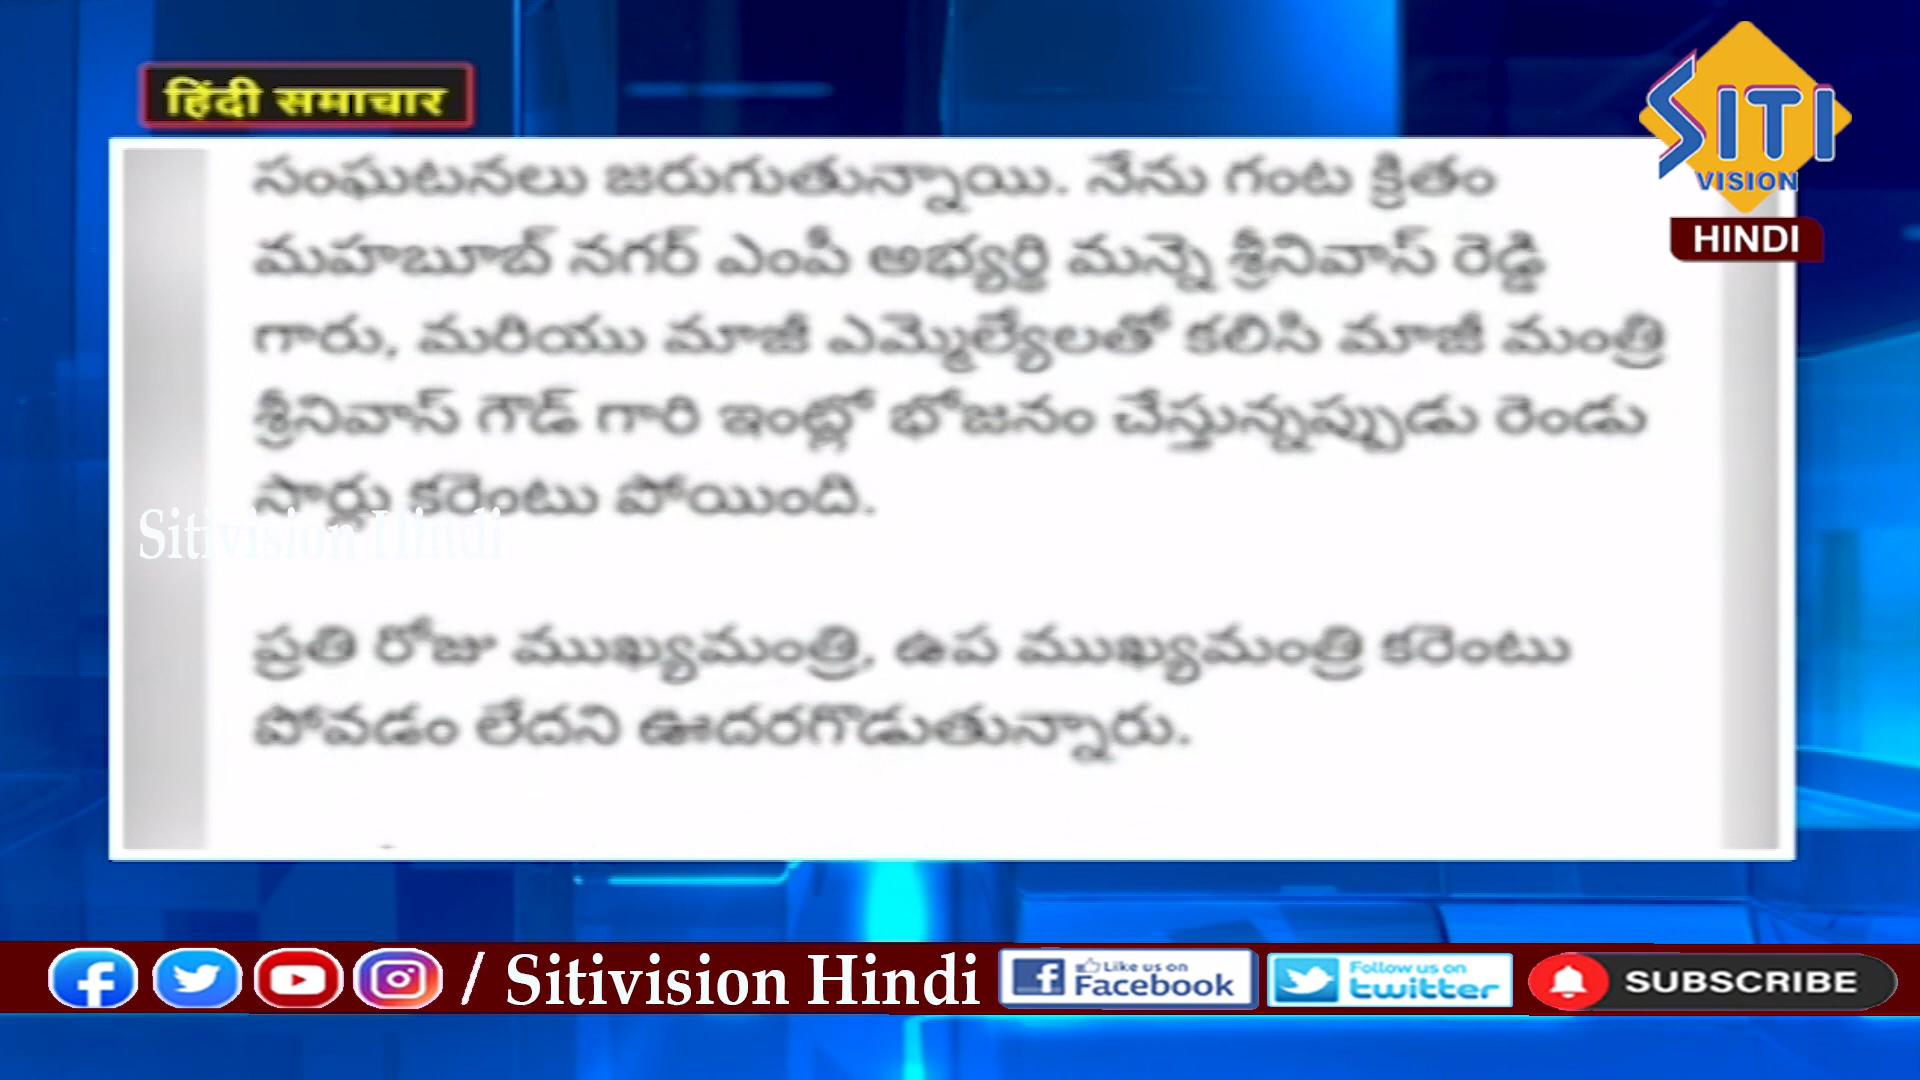 हिंदी समाचार
SITI
VISION
HINDI
సంఘటనలు జరుగుతున్నాయి. నేను గంట క్రితం
మహబూబ్ నగర్ ఎంపీ అభ్యర్థి మన్నె శ్రీనివాస్ రెడ్డి
గారు, మరియు మాజీ ఎమ్మెల్యేలతో కలిసి మాజీ మంత్రి
శ్రీనివాస్ గౌడ్ గారి ఇంట్లో భోజనం చేస్తున్నప్పుడు రెండు
సార్లు కరెంటు పోయింది.
Sitivision Hindi
ప్రతి రోజు ముఖ్యమంత్రి, ఉప ముఖ్యమంత్రి కరెంటు
పోవడం లేదని ఊదరగొడుతున్నారు.
/ Sitivision Hindi
Like us on
Facebook
Follow us on
twitter
SUBSCRIBE